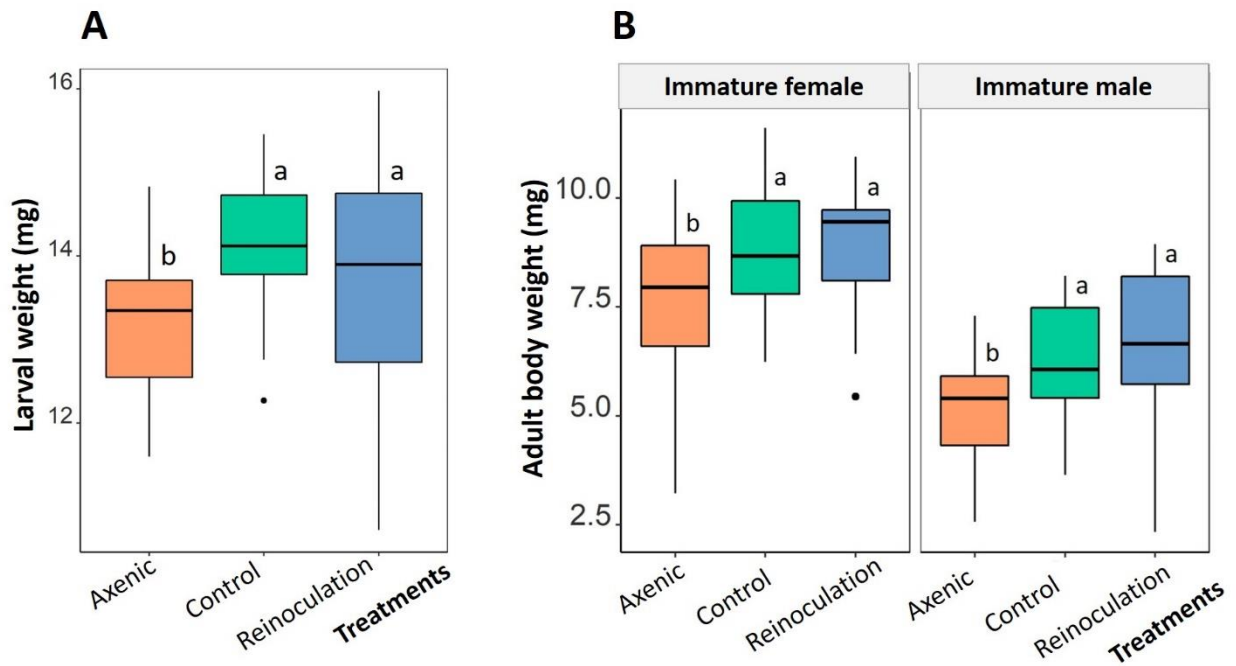 A
Larval weight (mg)
16
14
12
b
a
a
Axenic
Control
Reinoculation
Treatments
B
Immature female
Immature male
Adult body weight (mg)
10.0
7.5
5.0
2.5
b
a
a
b
a
a
Axenic
Control
Reinoculation
Axenic
Control
Reinoculation
Treatments